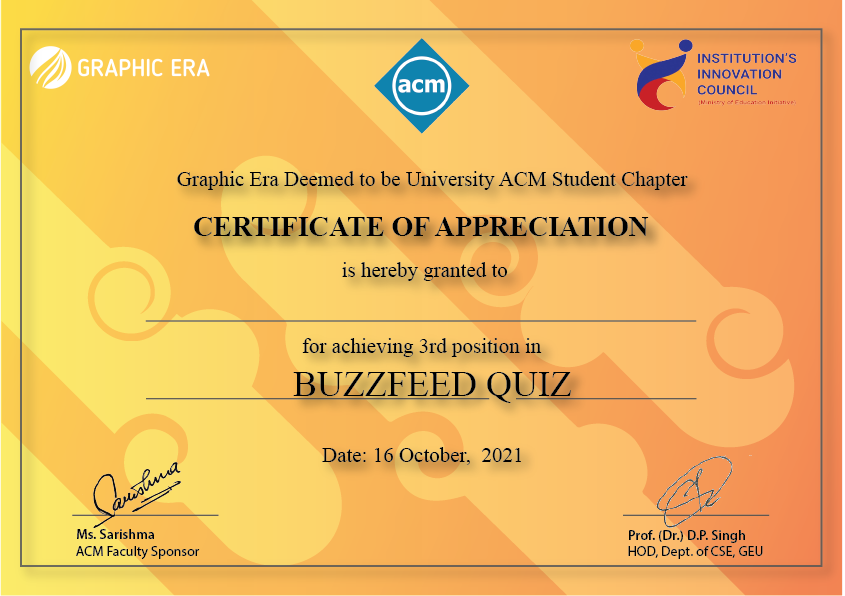 GRAPHIC ERA
acm
INSTITUTION'S
INNOVATION
COUNCIL
(Ministry of Education Initiative)
Graphic Era Deemed to be University ACM Student Chapter
CERTIFICATE OF APPRECIATION
is hereby granted to
for achieving 3rd position in
BUZZFEED QUIZ
Date: 16 October, 2021
Sarishma
Ms. Sarishma
ACM Faculty Sponsor
Prof. (Dr.) D.P. Singh
HOD, Dept. of CSE, GEU